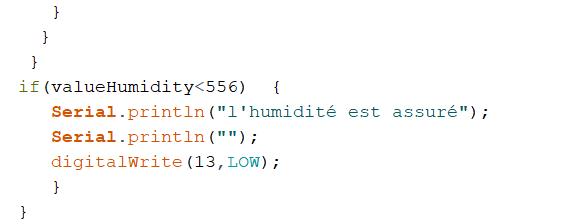 }
}
}
if(valueHumidity<556)  {
Serial.println("l'humidité est assuré");
Serial.println("");
digitalWrite(13,LOW);
}
}